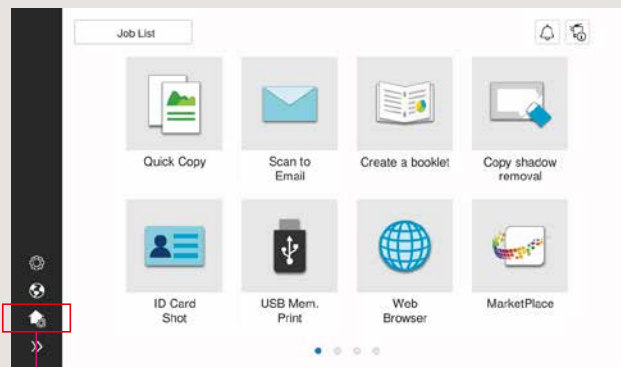 Job List
Quick Copy
Scan to
Email
Create a booklet
Copy shadow
removal
ID Card
Shot
USB Mem.
Print
Web
Browser
MarketPlace